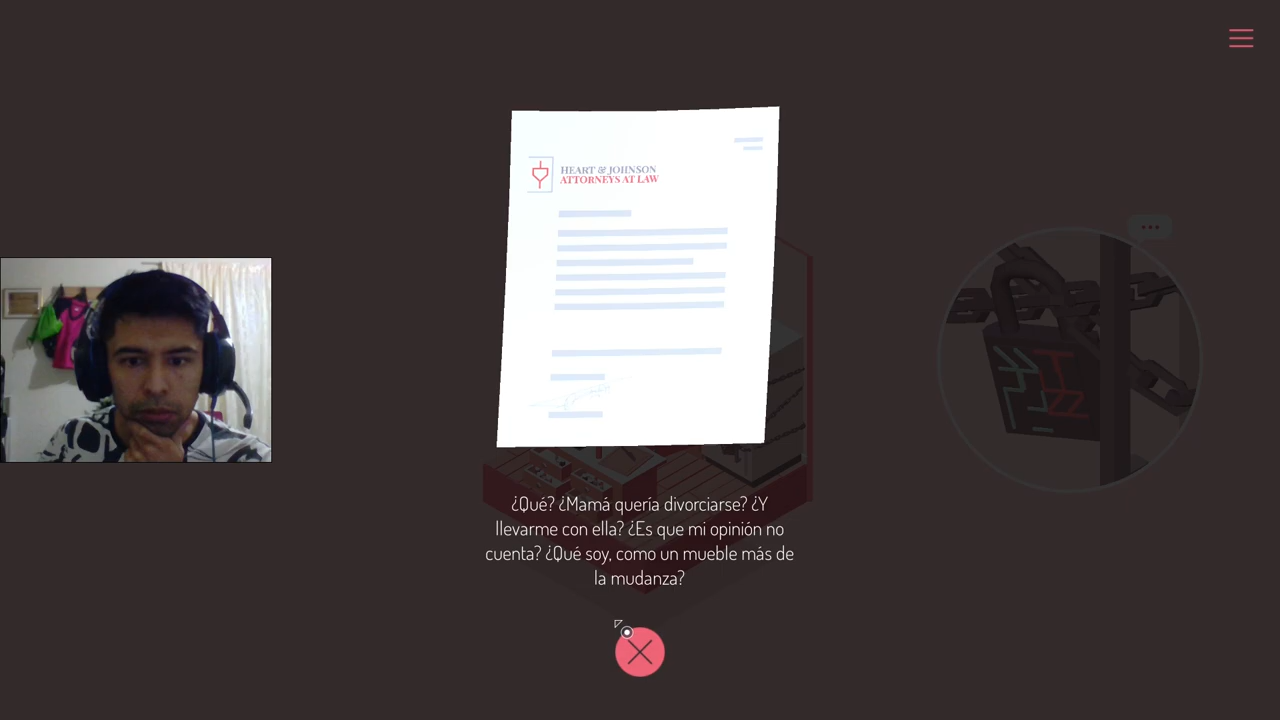 HEART & JOHNSON
ATTORNEYS AT LAW
¿Qué? ¿Mamá quería divorciarse? ¿Y
llevarme con ella? ¿Es que mi opinión no
cuenta? ¿Qué soy, como un mueble más de
la mudanza?